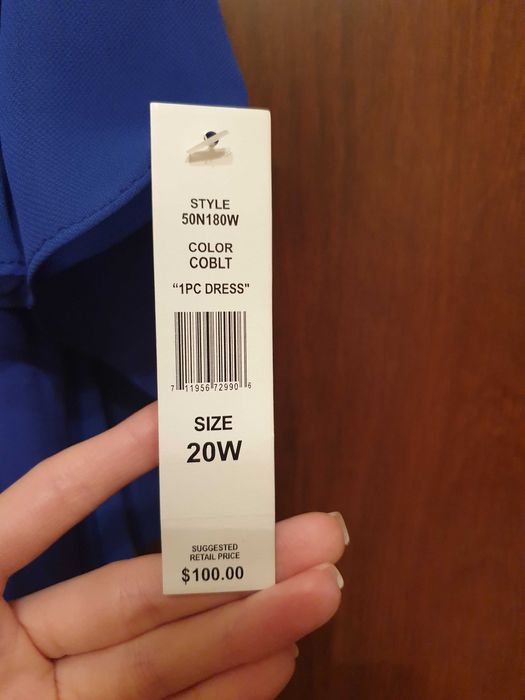 STYLE
50N180W
COLOR
COBLT
"1PC DRESS"
7 11956 72990 6
SIZE
20W
SUGGESTED
RETAIL PRICE
$100.00